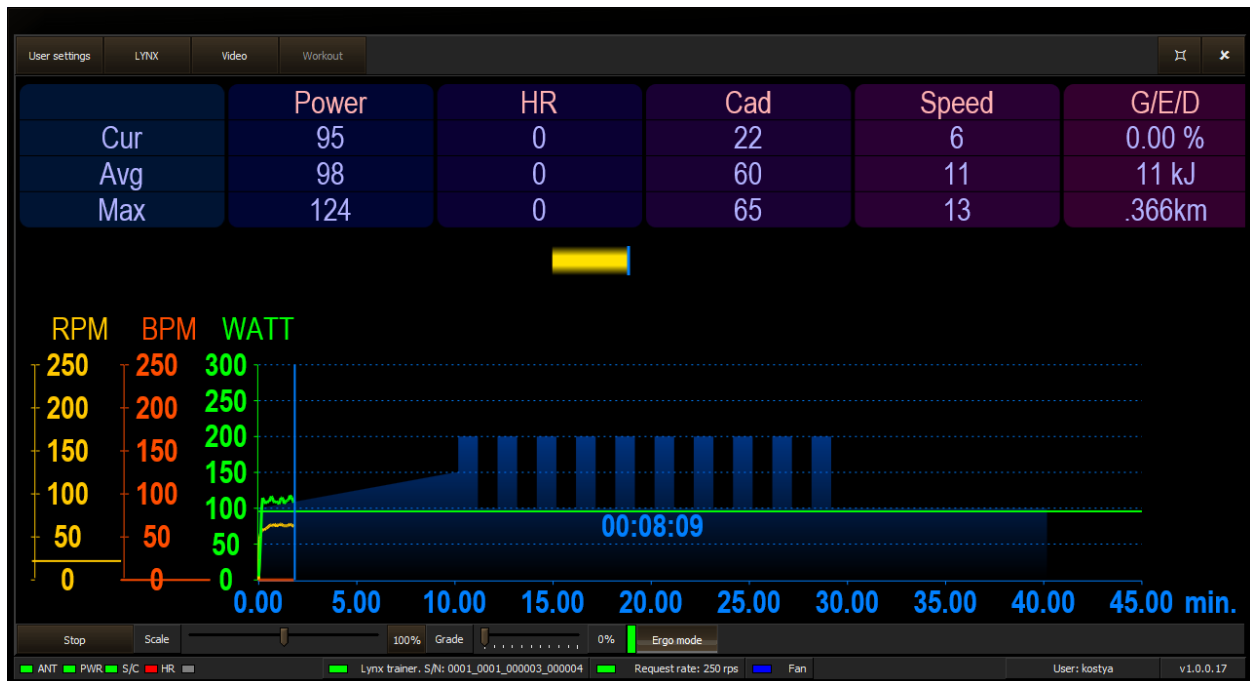 User settings LYNX Video Workout
Power HR Cad Speed G/E/D
Cur 95 0 22 6 0.00 %
Avg 98 0 60 11 11 kJ
Max 124 0 65 13 .366km
RPM BPM WATT
250 250 300
250
200 200 200
150 150 150
100 100 100
00:08:09
50 50 50
0 0 0
0.00 5.00 10.00 15.00 20.00 25.00 30.00 35.00 40.00 45.00 min.
Stop Scale 100% Grade 0% Ergo mode
ANT PWR S/C HR Lynx trainer. S/N: 0001_0001_000003_000004 Request rate: 250 rps Fan User: kostya v1.0.0.17